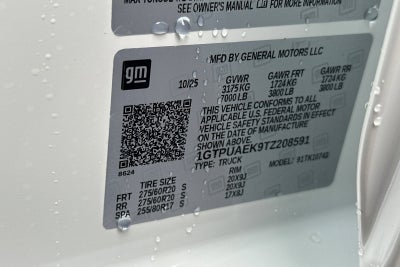 SEE OWNER'S MANUAL FOR MORE INFORMATION
MFD BY GENERAL MOTORS LLC
gm
10/25 GVWR GAWR FRT GAWR RR
3175 KG 1724 KG 1724 KG
7000 LB 3800 LB 3800 LB
THIS VEHICLE CONFORMS TO ALL
APPLICABLE U.S. FEDERAL MOTOR
VEHICLE SAFETY STANDARDS IN EFFECT
ON THE DATE OF MANUFACTURE
SHOWN ABOVE.
1GTPUAEK9TZ208591
TYPE: TRUCK
8624
TIRE SIZE RIM
FRT 275/60R20 S 20X9J
RR 275/60R20 S 20X9J
SPA 255/80R17 S 17X8J